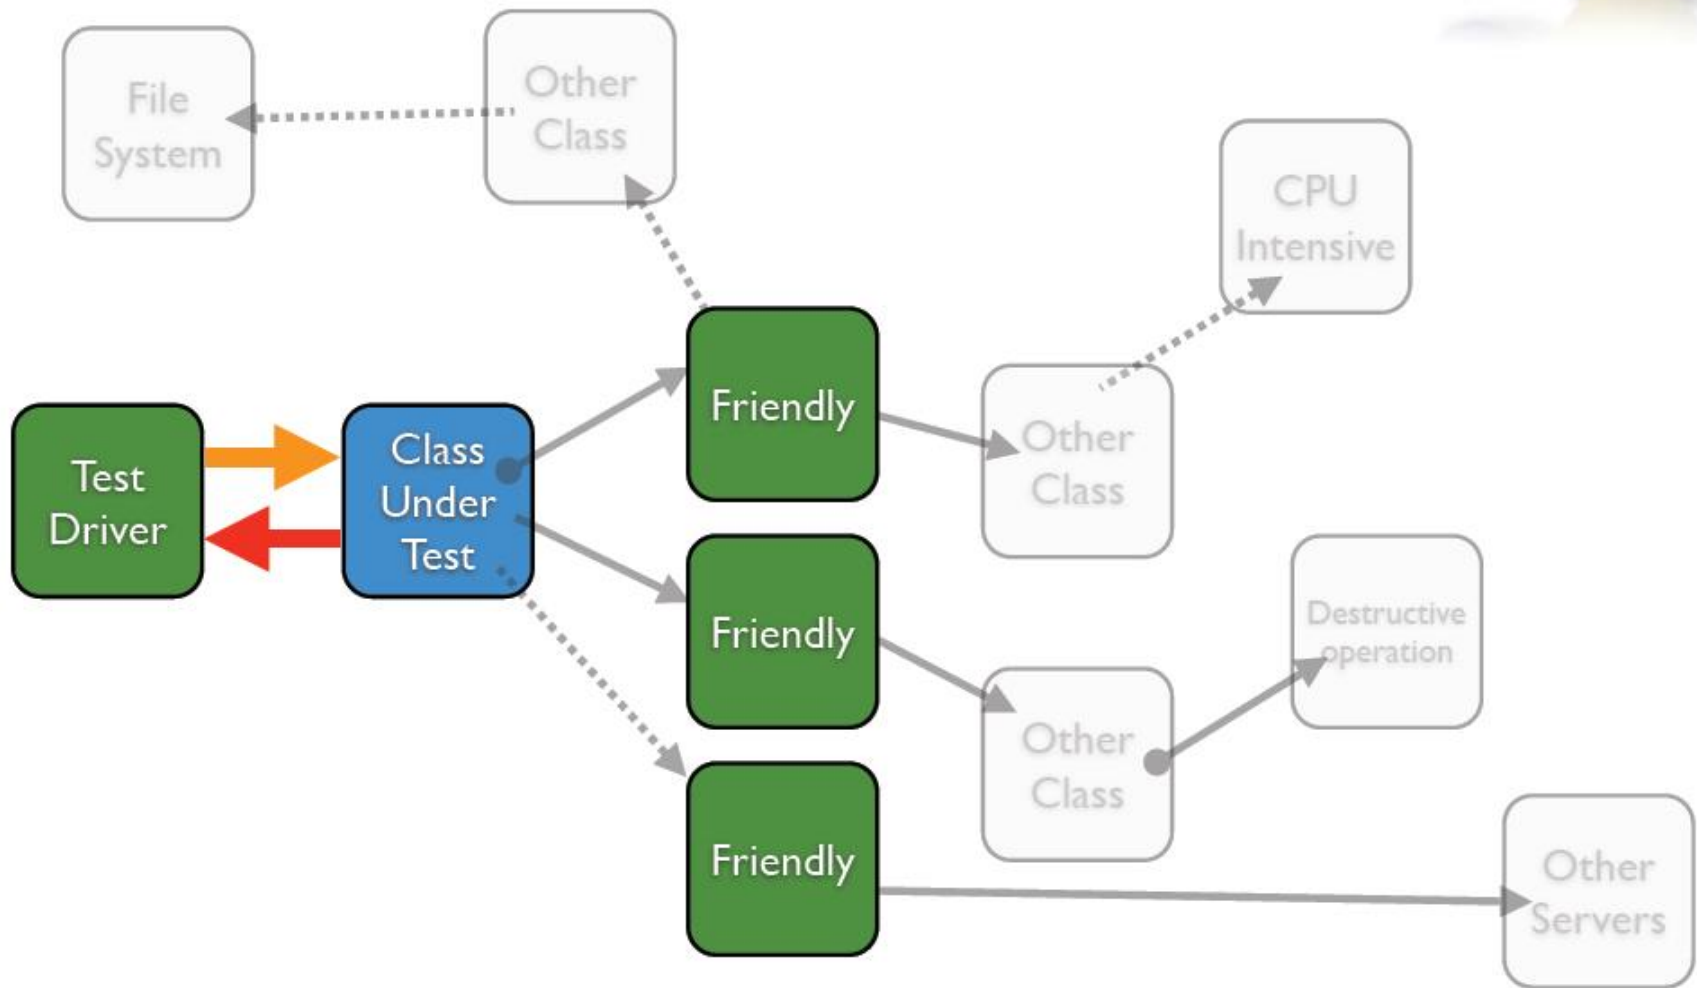 File
System
Other
Class
CPU
Intensive
Test
Driver
Class
Under
Test
Friendly
Other
Class
Friendly
Destructive
operation
Other
Class
Friendly
Other
Servers